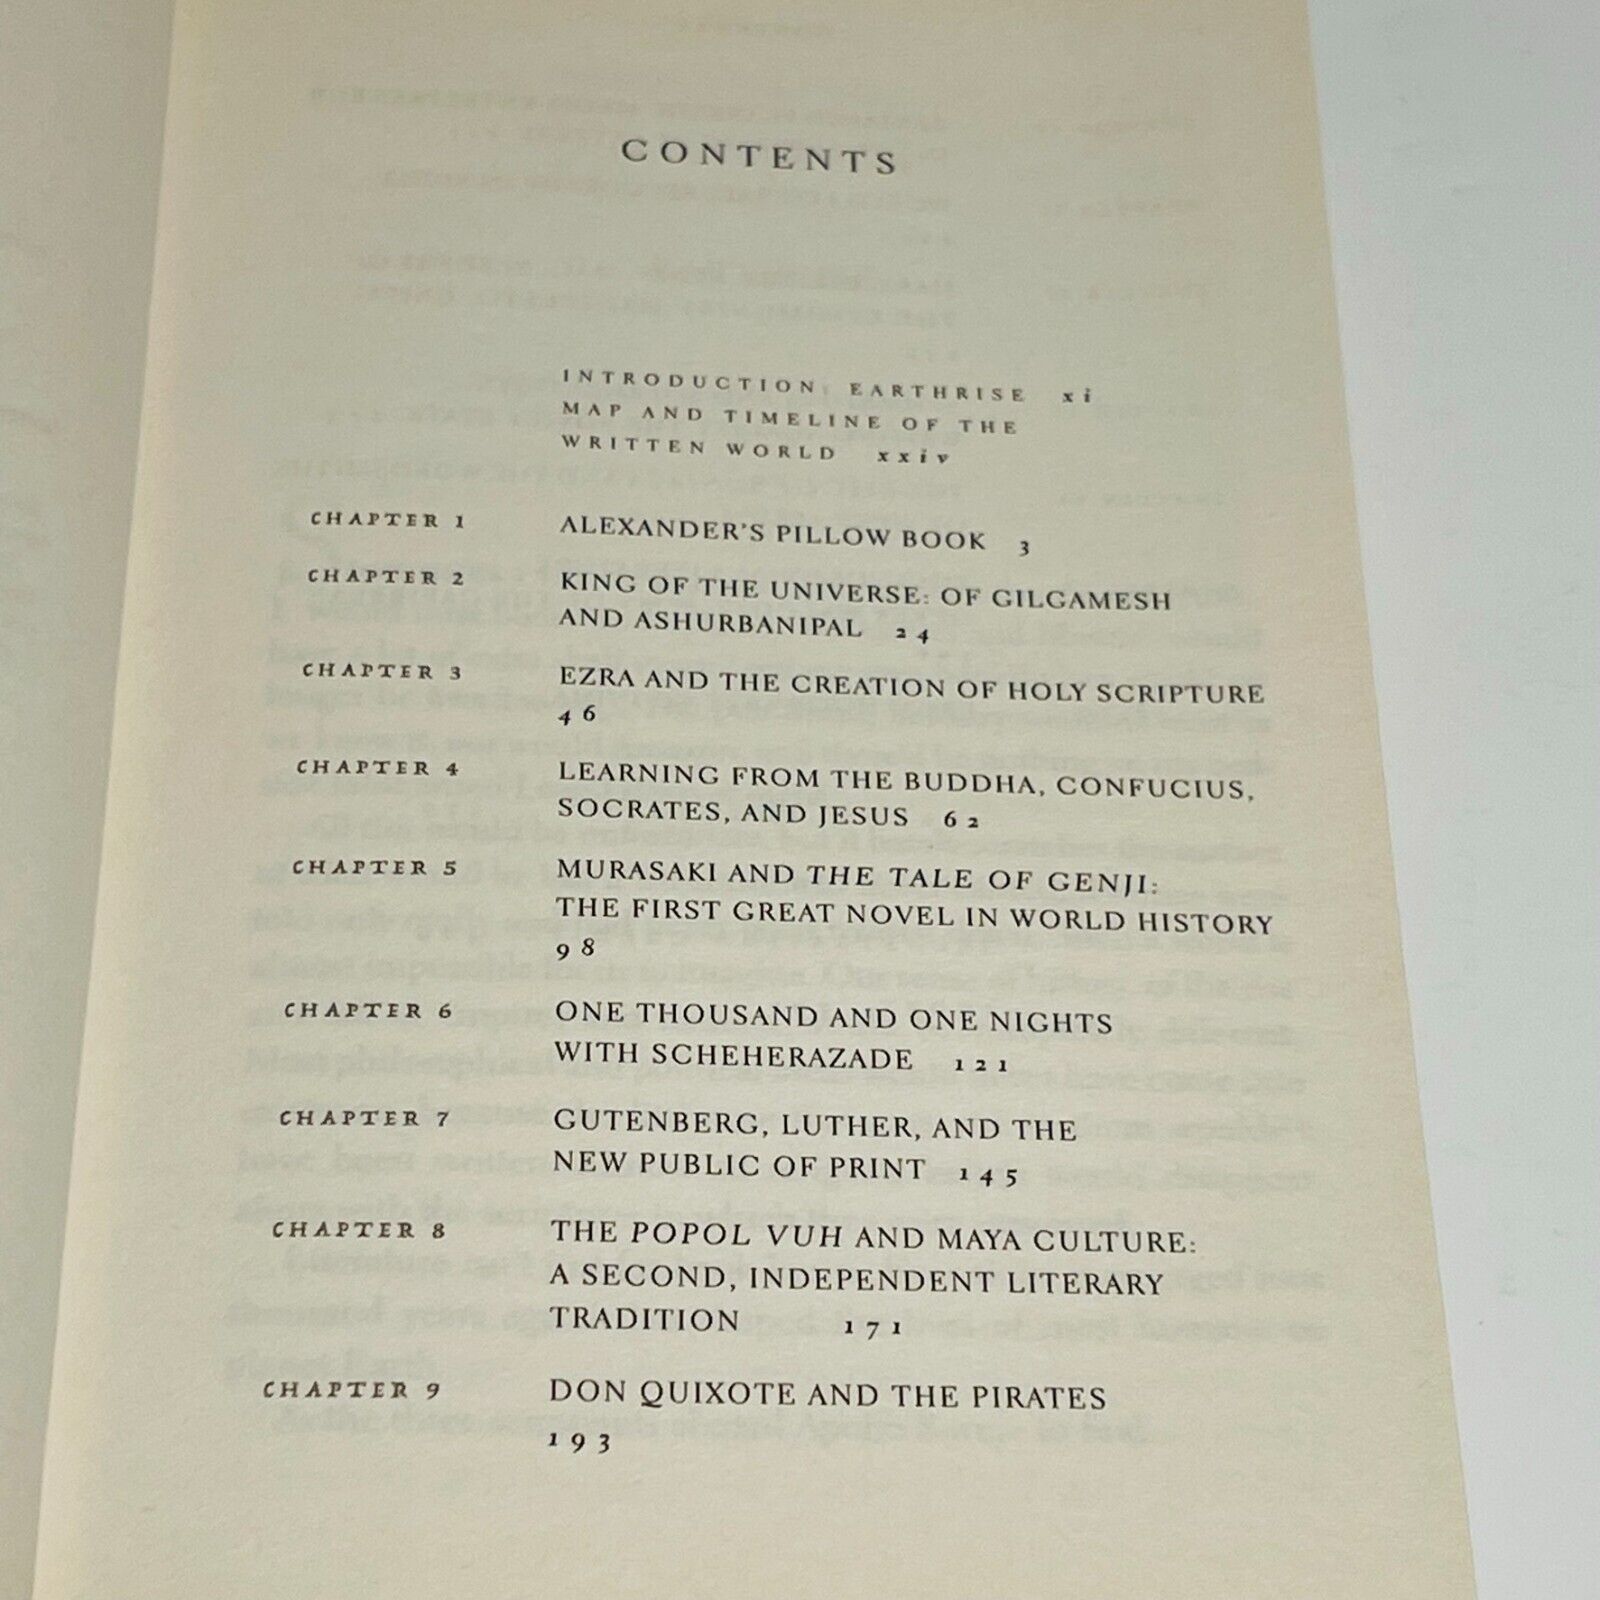 CONTENTS
INTRODUCTION: EARTHRISE xi
MAP AND TIMELINE OF THE
WRITTEN WORLD xxiv
CHAPTER 1 ALEXANDER'S PILLOW BOOK 3
CHAPTER 2 KING OF THE UNIVERSE: OF GILGAMESH
AND ASHURBANIPAL 24
CHAPTER 3 EZRA AND THE CREATION OF HOLY SCRIPTURE
46
CHAPTER 4 LEARNING FROM THE BUDDHA, CONFUCIUS,
SOCRATES, AND JESUS 62
CHAPTER 5 MURASAKI AND THE TALE OF GENJI:
THE FIRST GREAT NOVEL IN WORLD HISTORY
98
CHAPTER 6 ONE THOUSAND AND ONE NIGHTS
WITH SCHEHERAZADE 121
CHAPTER 7 GUTENBERG, LUTHER, AND THE
NEW PUBLIC OF PRINT 145
CHAPTER 8 THE POPOL VUH AND MAYA CULTURE:
A SECOND, INDEPENDENT LITERARY
TRADITION 171
CHAPTER 9 DON QUIXOTE AND THE PIRATES
193